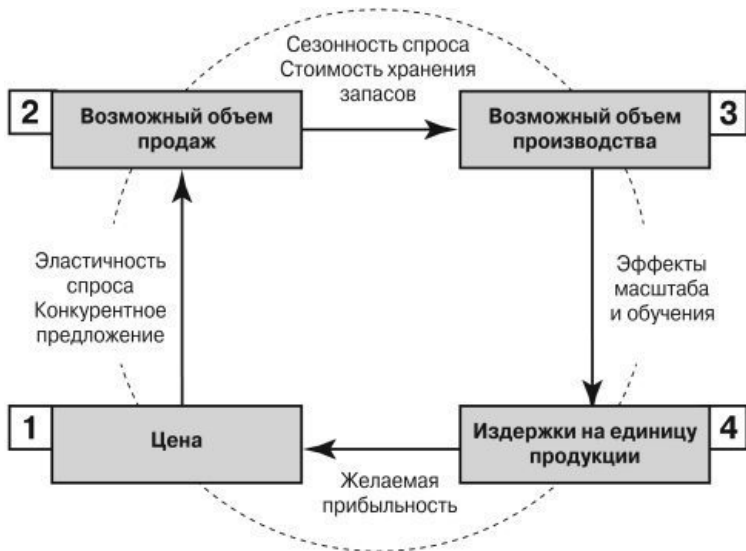 Сезонность спроса
Стоимость хранения
запасов
2
Возможный объем
продаж
Возможный объем
производства
3
Эластичность
спроса
Конкурентное
предложение
Эффекты
масштаба
и обучения
1
Цена
Издержки на единицу
продукции
4
Желаемая
прибыльность